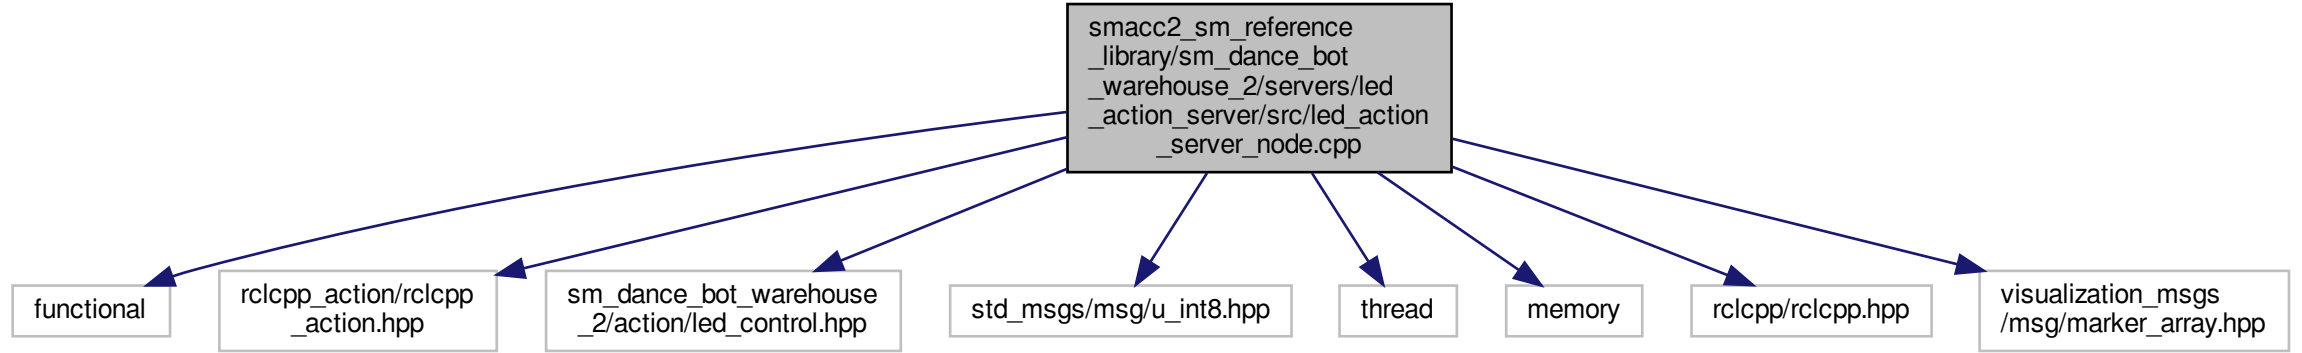 smacc2_sm_reference
_library/sm_dance_bot
_warehouse_2/servers/led
_action_server/src/led_action
_server_node.cpp
functional
rclcpp_action/rclcpp
_action.hpp
sm_dance_bot_warehouse
_2/action/led_control.hpp
std_msgs/msg/u_int8.hpp
thread
memory
rclcpp/rclcpp.hpp
visualization_msgs
/msg/marker_array.hpp